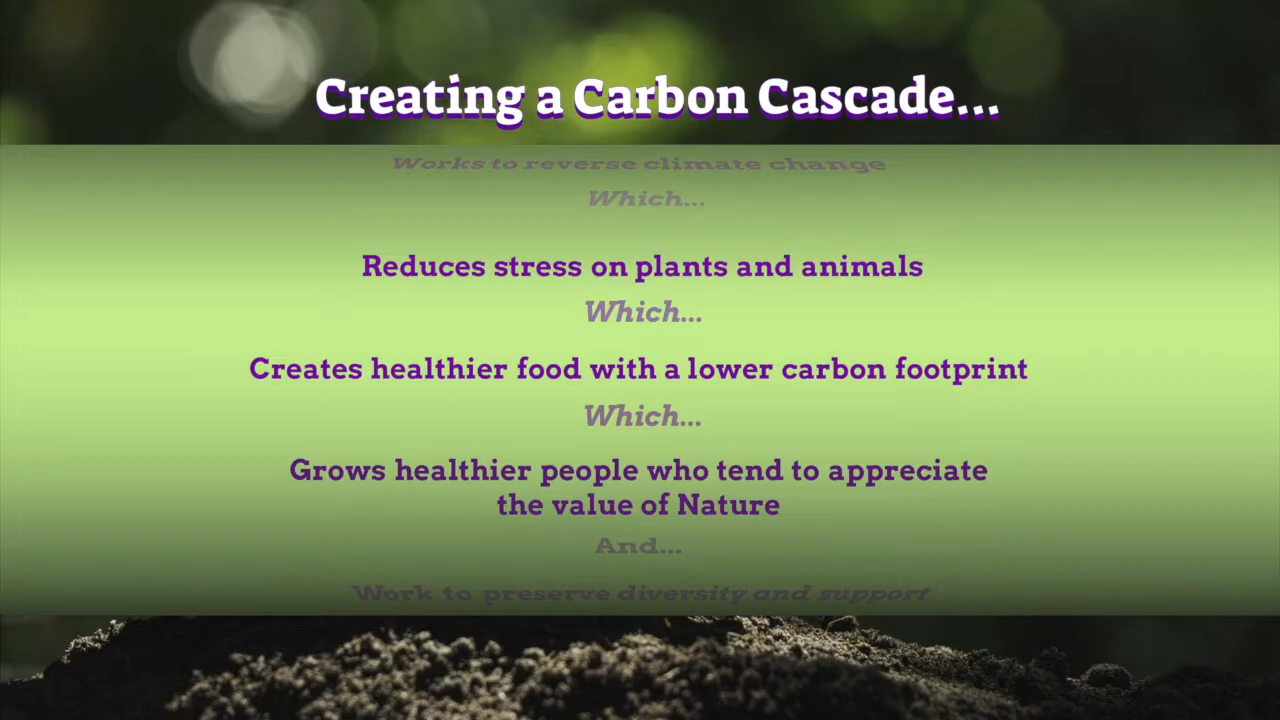 Creating a Carbon Cascade...
Works to reverse climate change
Which...
Reduces stress on plants and animals
Which...
Creates healthier food with a lower carbon footprint
Which...
Grows healthier people who tend to appreciate
the value of Nature
And...
Work to preserve diversity and support